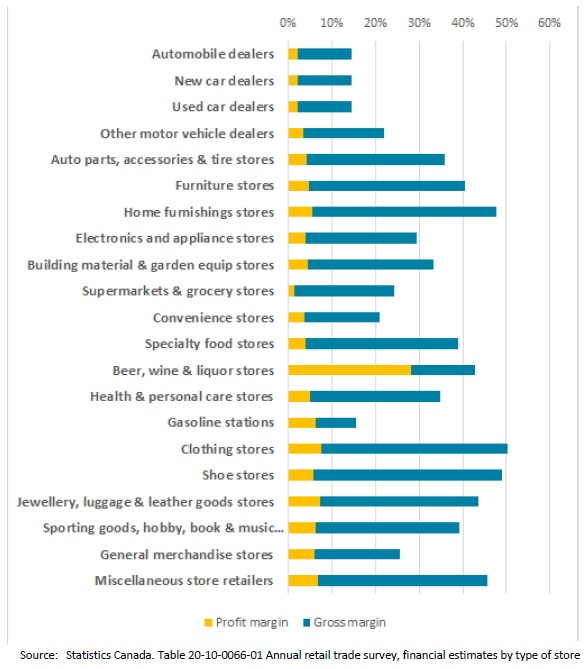 0% 10% 20% 30% 40% 50% 60%
Automobile dealers
New car dealers
Used car dealers
Other motor vehicle dealers
Auto parts, accessories & tire stores
Furniture stores
Home furnishings stores
Electronics and appliance stores
Building material & garden equip stores
Supermarkets & grocery stores
Convenience stores
Specialty food stores
Beer, wine & liquor stores
Health & personal care stores
Gasoline stations
Clothing stores
Shoe stores
Jewellery, luggage & leather goods stores
Sporting goods, hobby, book & music...
General merchandise stores
Miscellaneous store retailers
Profit margin Gross margin
Source: Statistics Canada. Table 20-10-0066-01 Annual retail trade survey, financial estimates by type of store